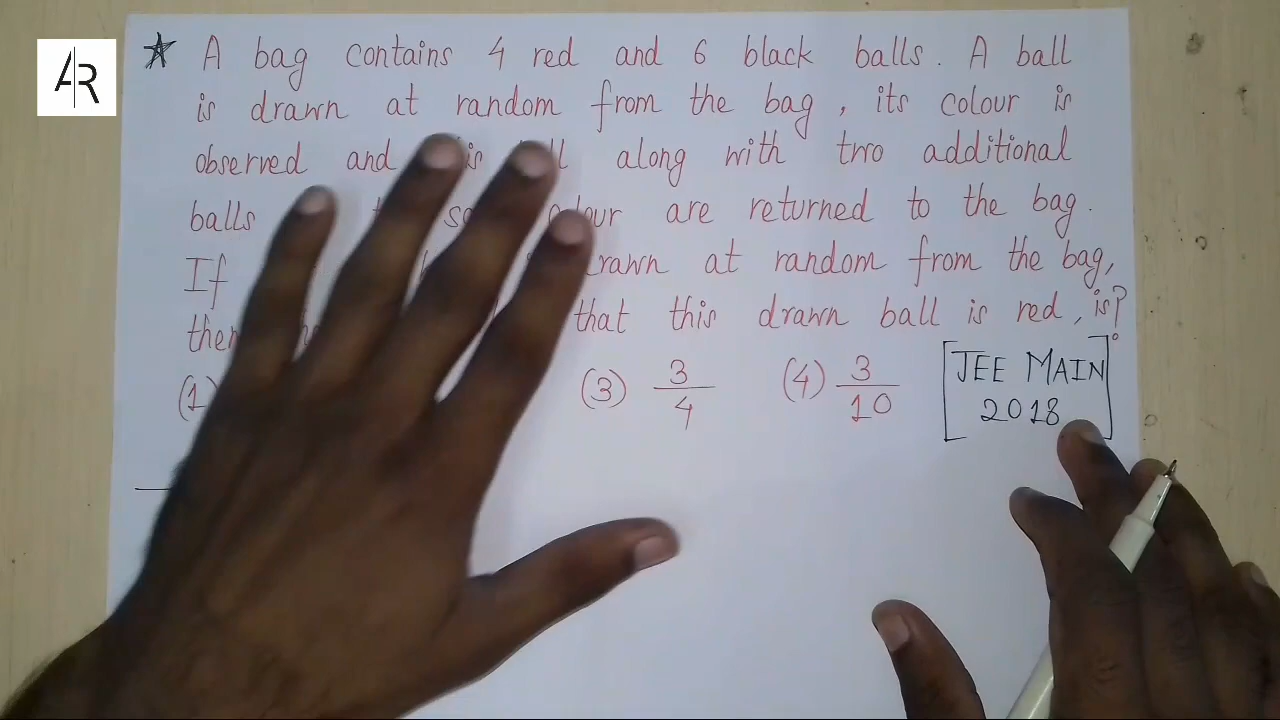 AR
☆ A bag contains 4 red and 6 black balls. A ball
is drawn at random from the bag, its colour is
observed and along with two additional
balls are returned to the bag.
If drawn at random from the bag,
that this drawn ball is red, is?
(1) (3) 3/4 (4) 3/10 [JEE MAIN 2018]